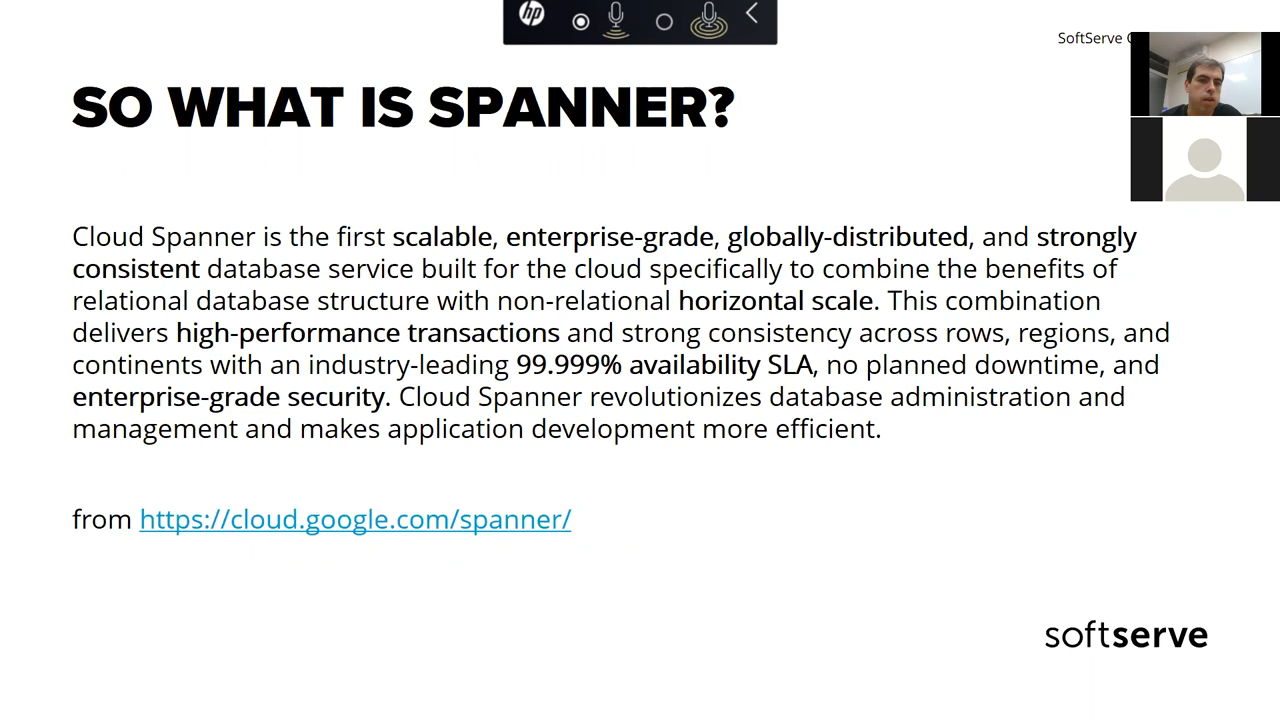 hp
SoftServe
SO WHAT IS SPANNER?
Cloud Spanner is the first scalable, enterprise-grade, globally-distributed, and strongly
consistent database service built for the cloud specifically to combine the benefits of
relational database structure with non-relational horizontal scale. This combination
delivers high-performance transactions and strong consistency across rows, regions, and
continents with an industry-leading 99.999% availability SLA, no planned downtime, and
enterprise-grade security. Cloud Spanner revolutionizes database administration and
management and makes application development more efficient.
from https://cloud.google.com/spanner/
softserve